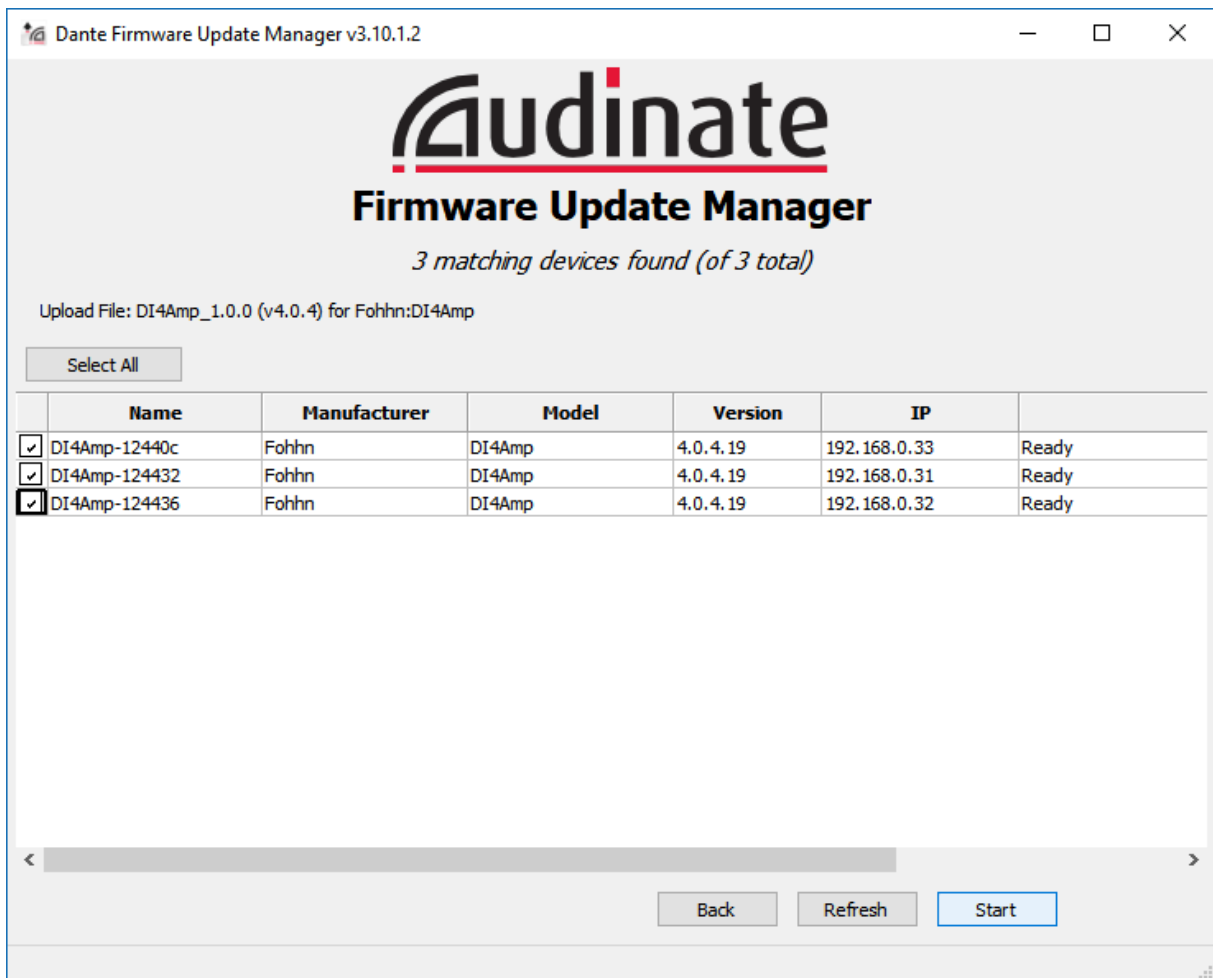 Dante Firmware Update Manager v3.10.1.2
Audinate
Firmware Update Manager
3 matching devices found (of 3 total)
Upload File: DI4Amp_1.0.0 (v4.0.4) for Fohhn:DI4Amp
Select All
Name Manufacturer Model Version IP
DI4Amp-12440c Fohhn DI4Amp 4.0.4.19 192.168.0.33 Ready
DI4Amp-124432 Fohhn DI4Amp 4.0.4.19 192.168.0.31 Ready
DI4Amp-124436 Fohhn DI4Amp 4.0.4.19 192.168.0.32 Ready
Back Refresh Start